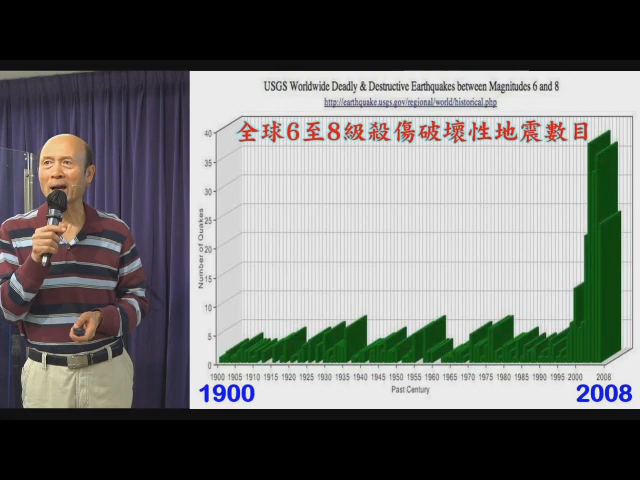 USGS Worldwide Deadly & Destructive Earthquakes between Magnitudes 6 and 8
http://earthquake.usgs.gov/regional/world/historical.php
全球6至8級殺傷破壞性地震數目
40
35
30
25
20
15
10
5
0
Number of Quakes
1900 1905 1910 1915 1920 1925 1930 1935 1940 1945 1950 1955 1960 1965 1970 1975 1980 1985 1990 1995 2000 2008
Past Century
1900
2008